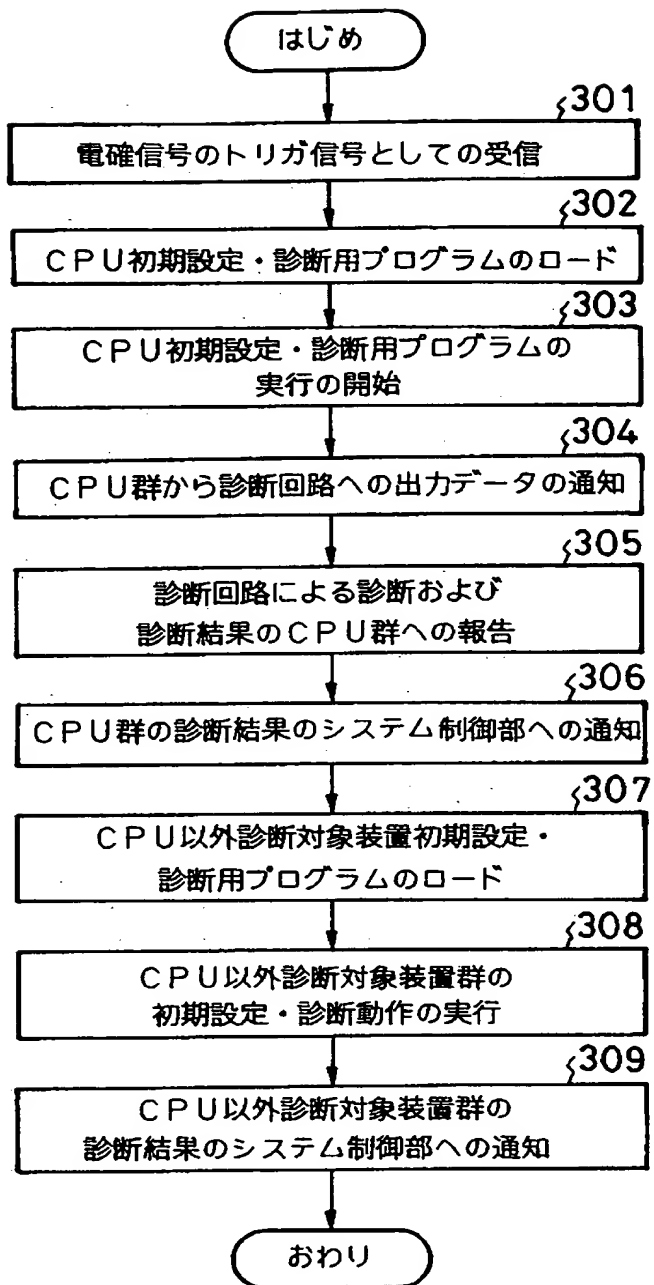 はじめ
301
電確信号のトリガ信号としての受信
302
CPU初期設定・診断用プログラムのロード
303
CPU初期設定・診断用プログラムの
実行の開始
304
CPU群から診断回路への出力データの通知
305
診断回路による診断および
診断結果のCPU群への報告
306
CPU群の診断結果のシステム制御部への通知
307
CPU以外診断対象装置初期設定・
診断用プログラムのロード
308
CPU以外診断対象装置群の
初期設定・診断動作の実行
309
CPU以外診断対象装置群の
診断結果のシステム制御部への通知
おわり